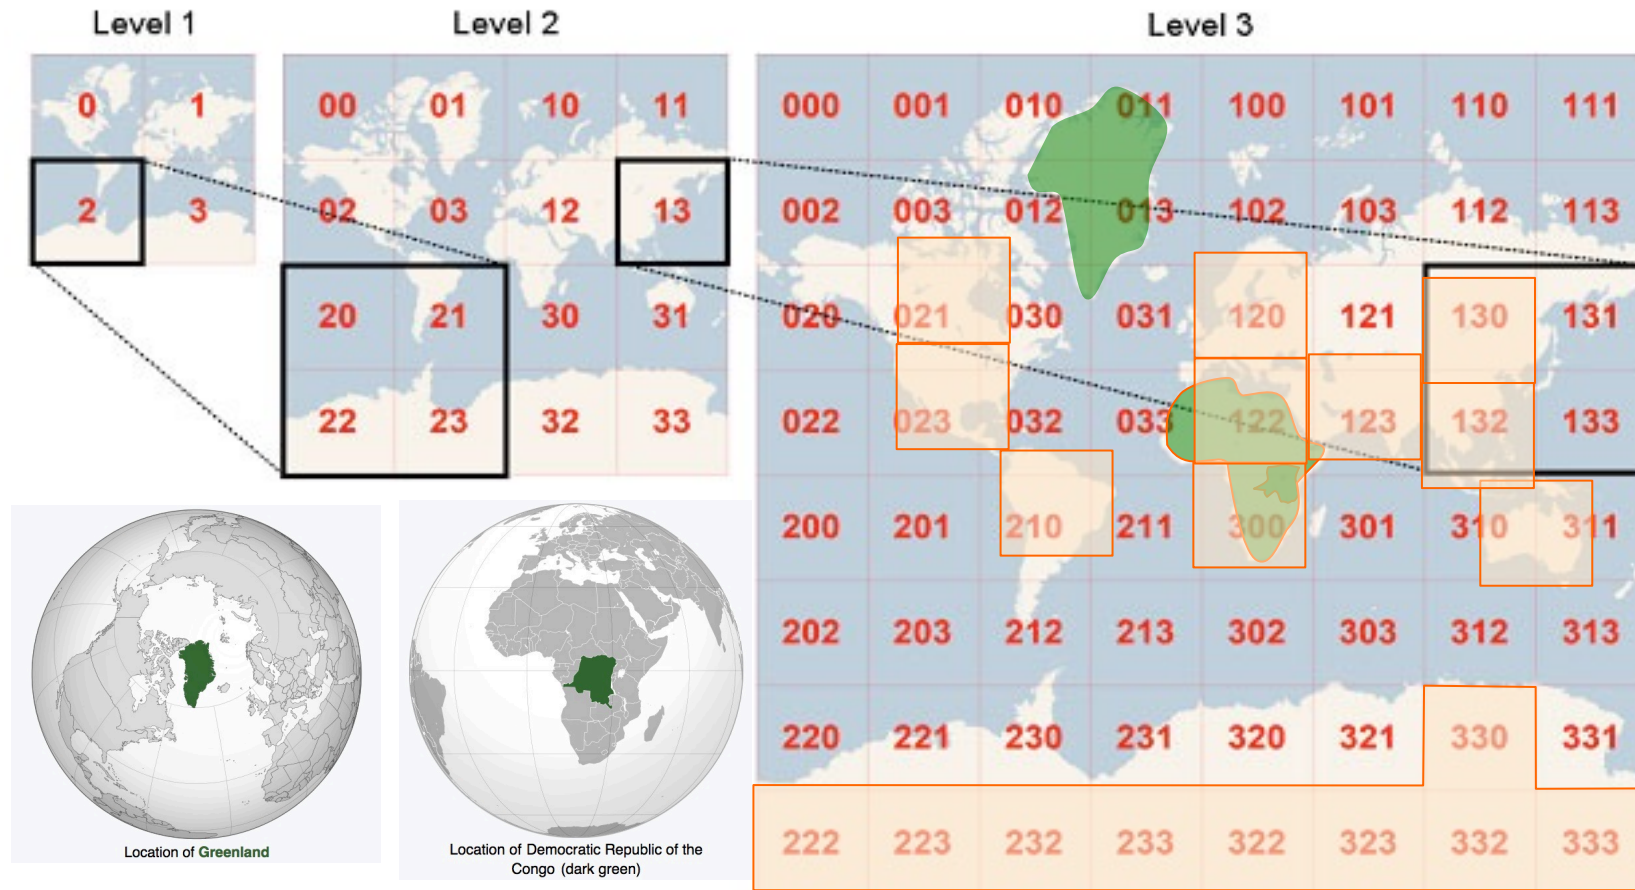 Level 1
Level 2
Level 3
0 1
2 3
00 01 10 11
02 03 12 13
20 21 30 31
22 23 32 33
000 001 010 011 100 101 110 111
002 003 012 013 102 103 112 113
020 021 030 031 120 121 130 131
022 023 032 033 122 123 132 133
200 201 210 211 300 301 310 311
202 203 212 213 302 303 312 313
220 221 230 231 320 321 330 331
222 223 232 233 322 323 332 333
Location of Greenland
Location of Democratic Republic of the
Congo (dark green)